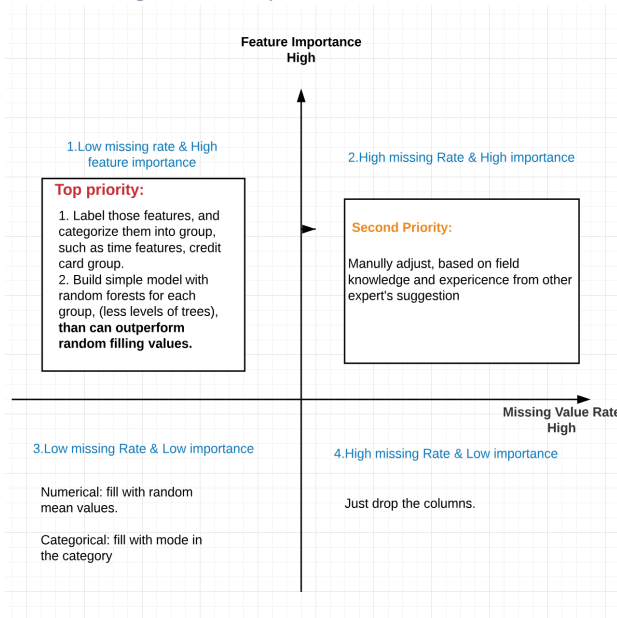 Feature Importance
High
1.Low missing rate & High
feature importance
2.High missing Rate & High importance
Top priority:
1. Label those features, and
categorize them into group,
such as time features, credit
card group.
2. Build simple model with
random forests for each
group, (less levels of trees),
than can outperform
random filling values.
Second Priority:
Manully adjust, based on field
knowledge and expericence from other
expert's suggestion
Missing Value Rate
High
3.Low missing Rate & Low importance
4.High missing Rate & Low importance
Numerical: fill with random
mean values.
Categorical: fill with mode in
the category
Just drop the columns.